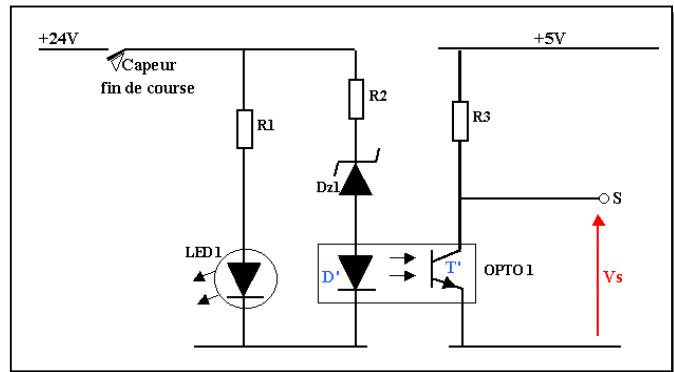 +24V
+5V
Capeur
fin de course
R2
R1
R3
Dz1
S
LED1
D'
T'
OPTO 1
Vs